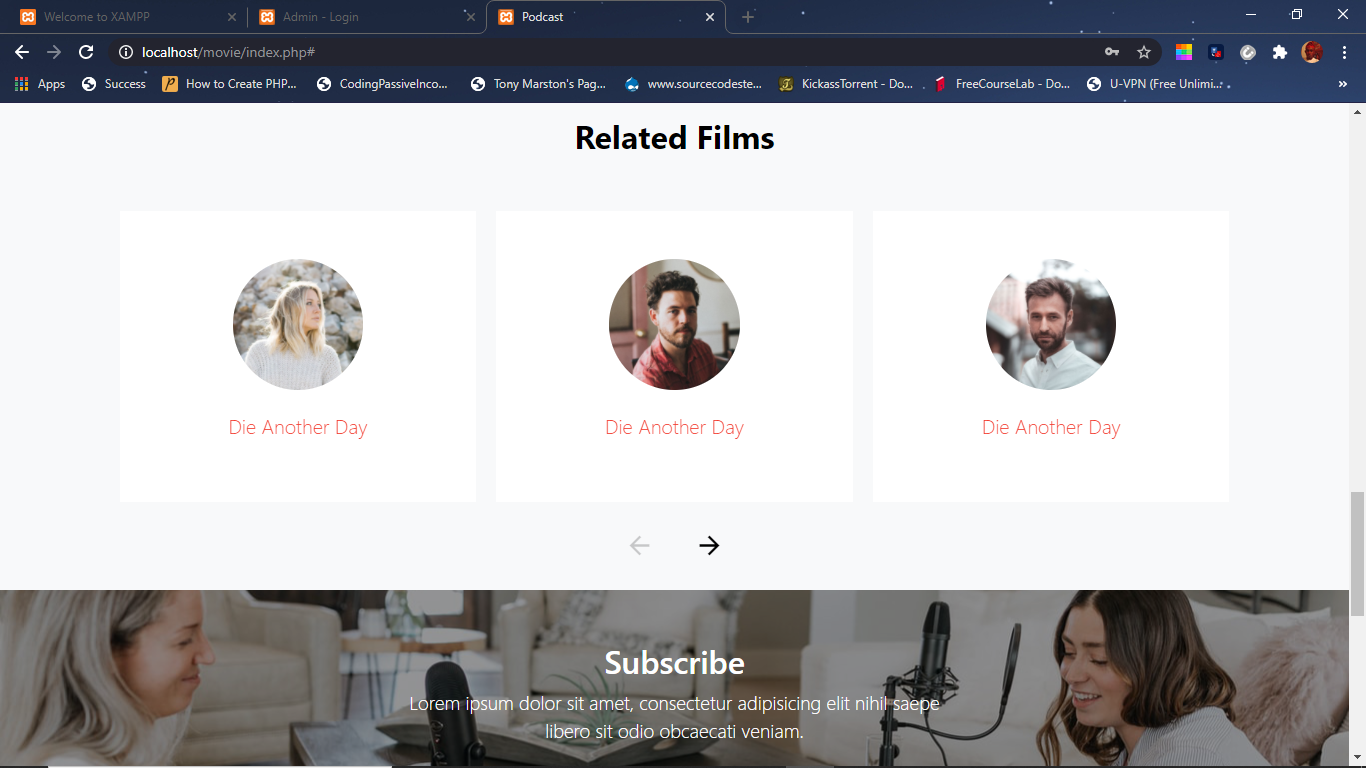 Welcome to XAMPP
Admin - Login
Podcast
localhost/movie/index.php#
Apps
Success
How to Create PHP...
CodingPassiveInco...
Tony Marston's Pag...
www.sourcecodeste...
KickassTorrent - Do...
FreeCourseLab - Do...
U-VPN (Free Unlimi...
»
Related Films
Die Another Day
Die Another Day
Die Another Day
Subscribe
Lorem ipsum dolor sit amet, consectetur adipisicing elit nihil saepe
libero sit odio obcaecati veniam.